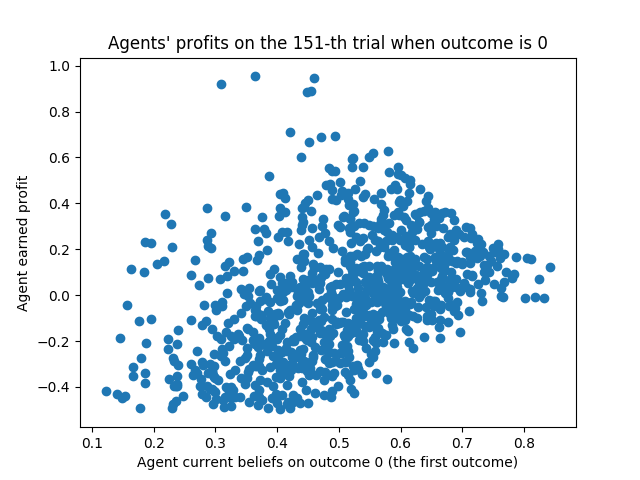 Agents' profits on the 151-th trial when outcome is 0
1.0
0.8
0.6
0.4
0.2
0.0
−0.2
−0.4
Agent earned profit
0.1 0.2 0.3 0.4 0.5 0.6 0.7 0.8
Agent current beliefs on outcome 0 (the first outcome)